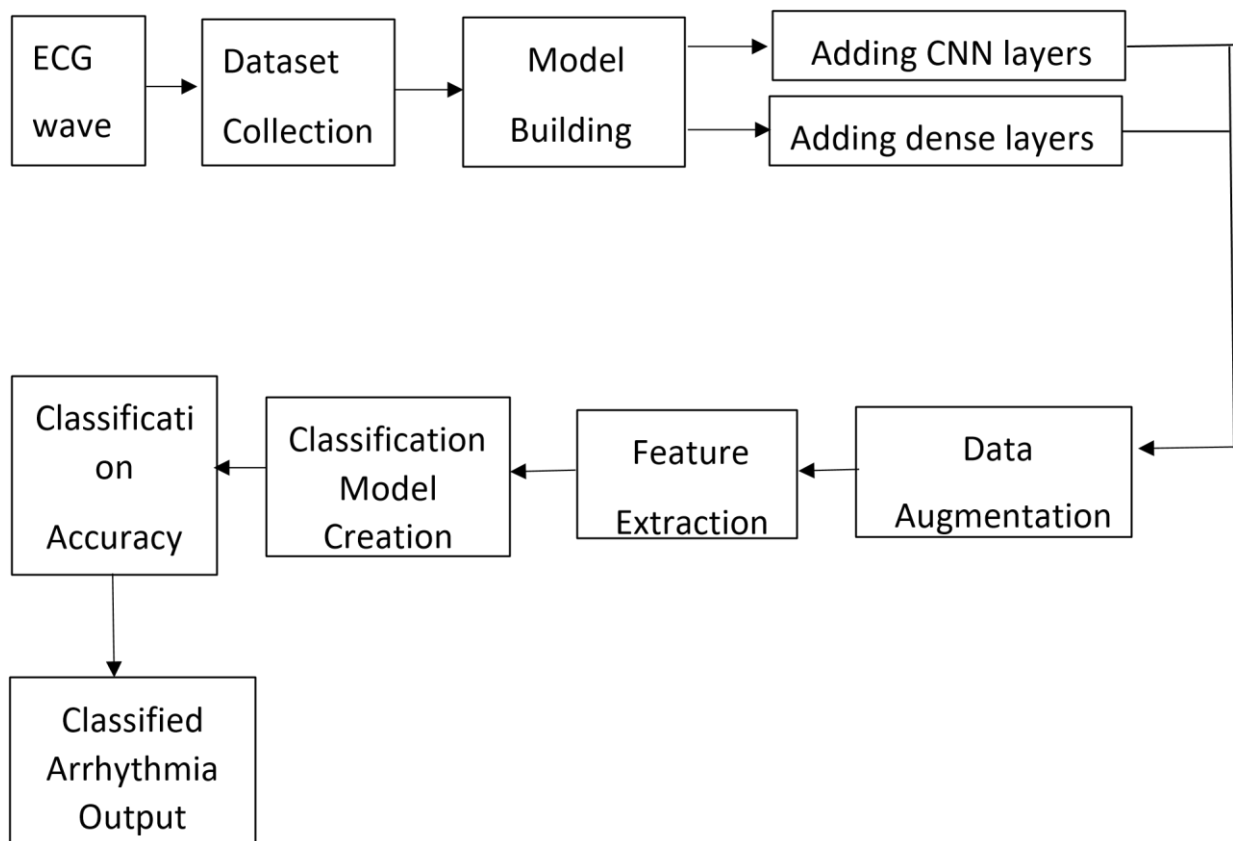 ECG
wave
Dataset
Collection
Model
Building
Adding CNN layers
Adding dense layers
Classificati
on
Accuracy
Classification
Model
Creation
Feature
Extraction
Data
Augmentation
Classified
Arrhythmia
Output